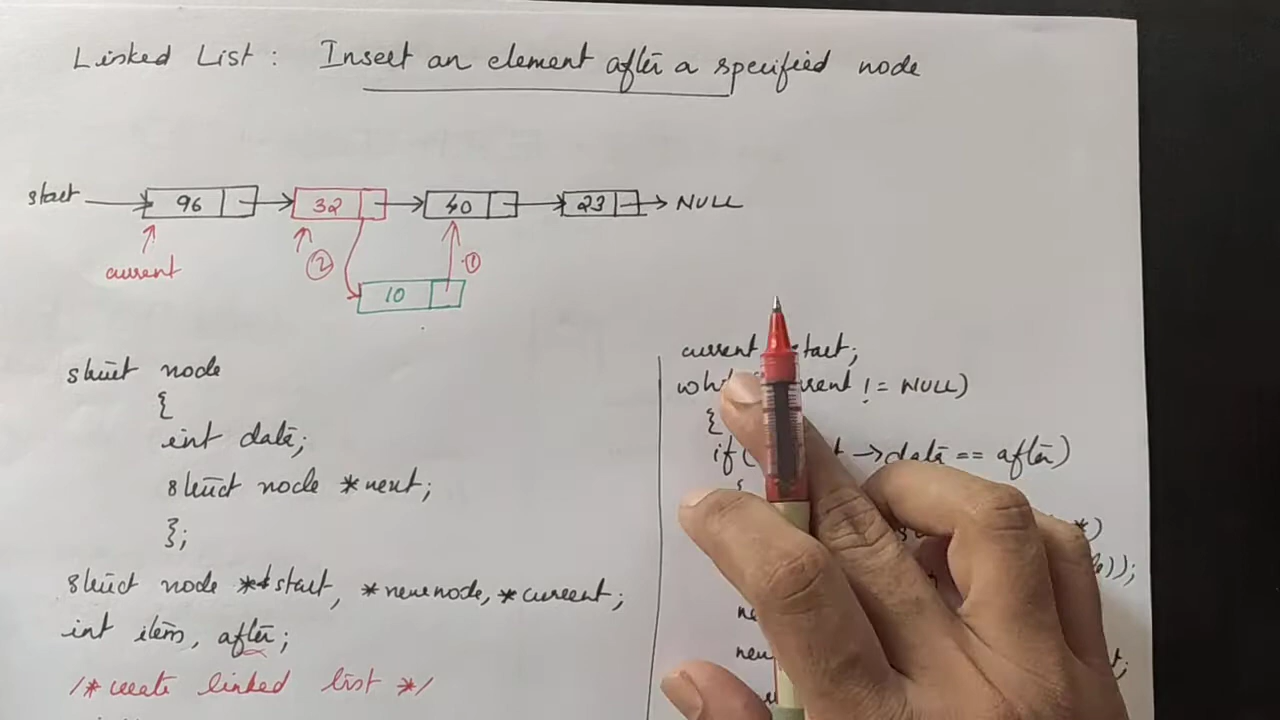 Linked List: Insert an element after a specified node
start 96 32 40 23 NULL
current ② ①
10
struct node
{
int data;
struct node *next;
};
struct node *start, *newnode, *current;
int item, after;
/*create linked list */
current start;
current != NULL)
{
if( →data == after)
{
*)
));